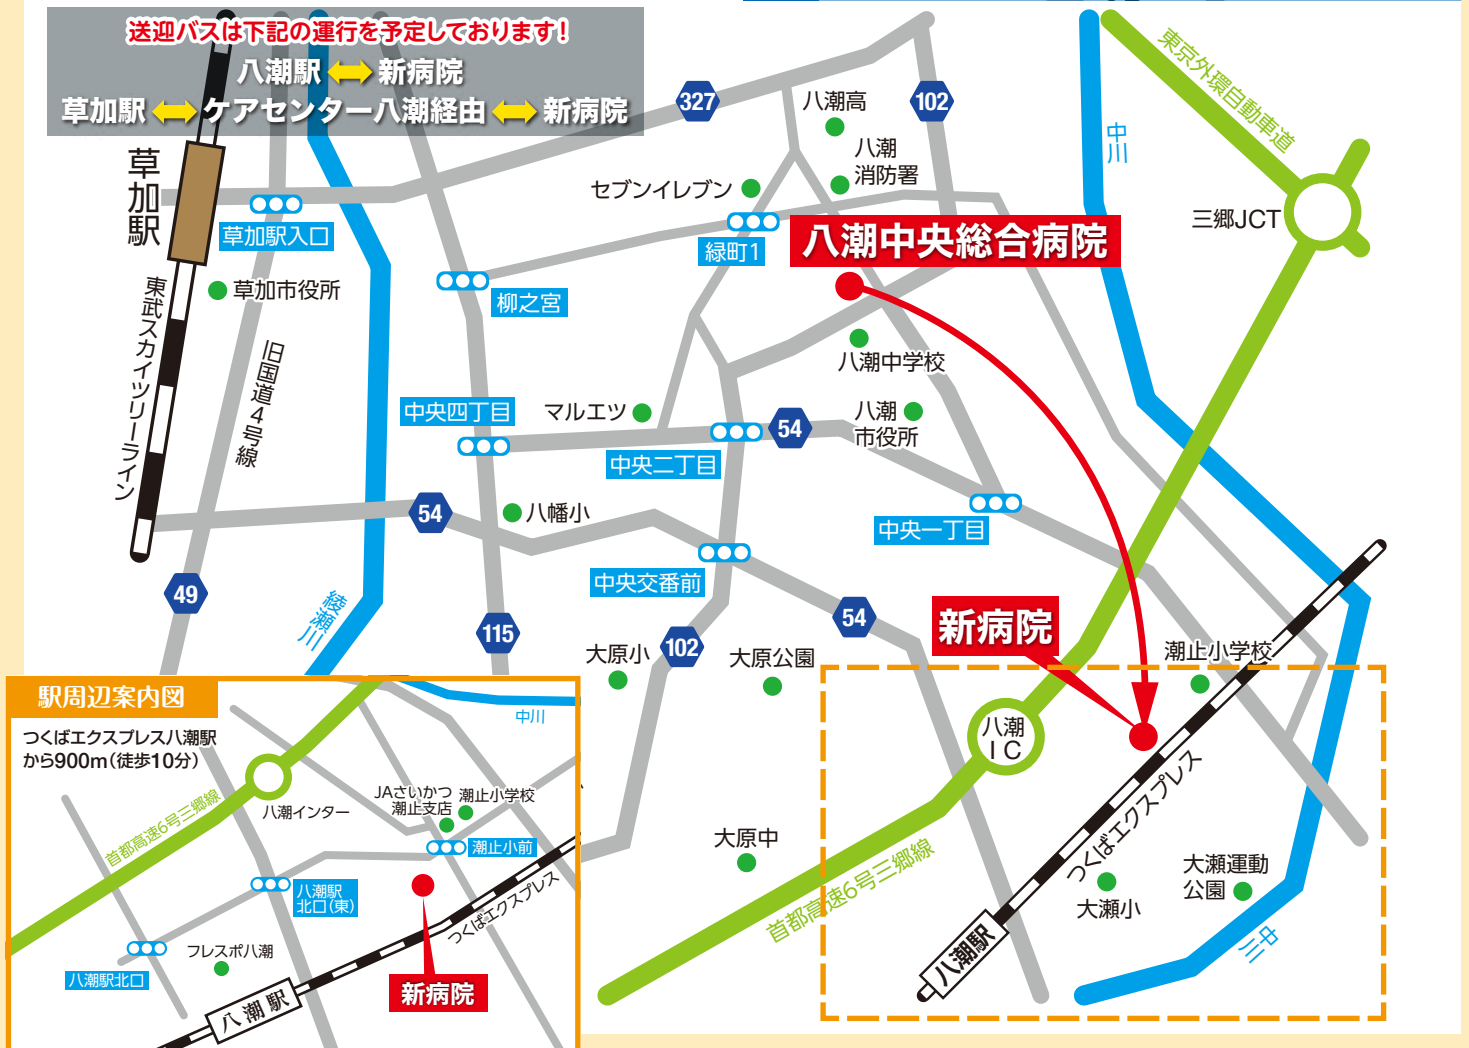 送迎バスは下記の運行を予定しております！
八潮駅 新病院
草加駅 ケアセンター八潮経由 新病院
327
八潮高
102
東京外環自動車道
中川
八潮
消防署
草加駅
セブンイレブン
三郷JCT
草加駅入口
緑町1
八潮中央総合病院
東武スカイツリーライン
草加市役所
柳之宮
旧国道4号線
八潮中学校
中央四丁目
マルエツ
54
八潮
市役所
中央二丁目
54
八幡小
中央一丁目
中央交番前
49
綾瀬川
115
102
54
新病院
大原小
大原公園
潮止小学校
八潮
IC
つくばエクスプレス
大原中
首都高速6号三郷線
大瀬小
大瀬運動
公園
中川
八潮駅
駅周辺案内図
つくばエクスプレス八潮駅
から900m（徒歩10分）
中川
八潮インター
JAさいかつ
潮止支店
潮止小学校
首都高速6号三郷線
潮止小前
八潮駅
北口（東）
つくばエクスプレス
フレスポ八潮
八潮駅北口
新病院
八潮駅